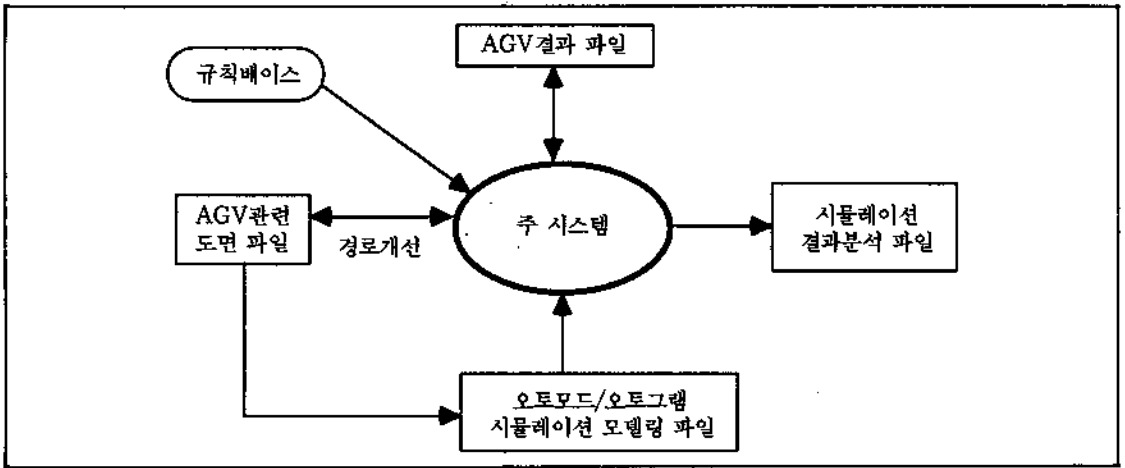 AGV결과 파일
규칙베이스
AGV관련
도면 파일
경로개선
주 시스템
시뮬레이션
결과분석 파일
오토모드/오토그램
시뮬레이션 모델링 파일